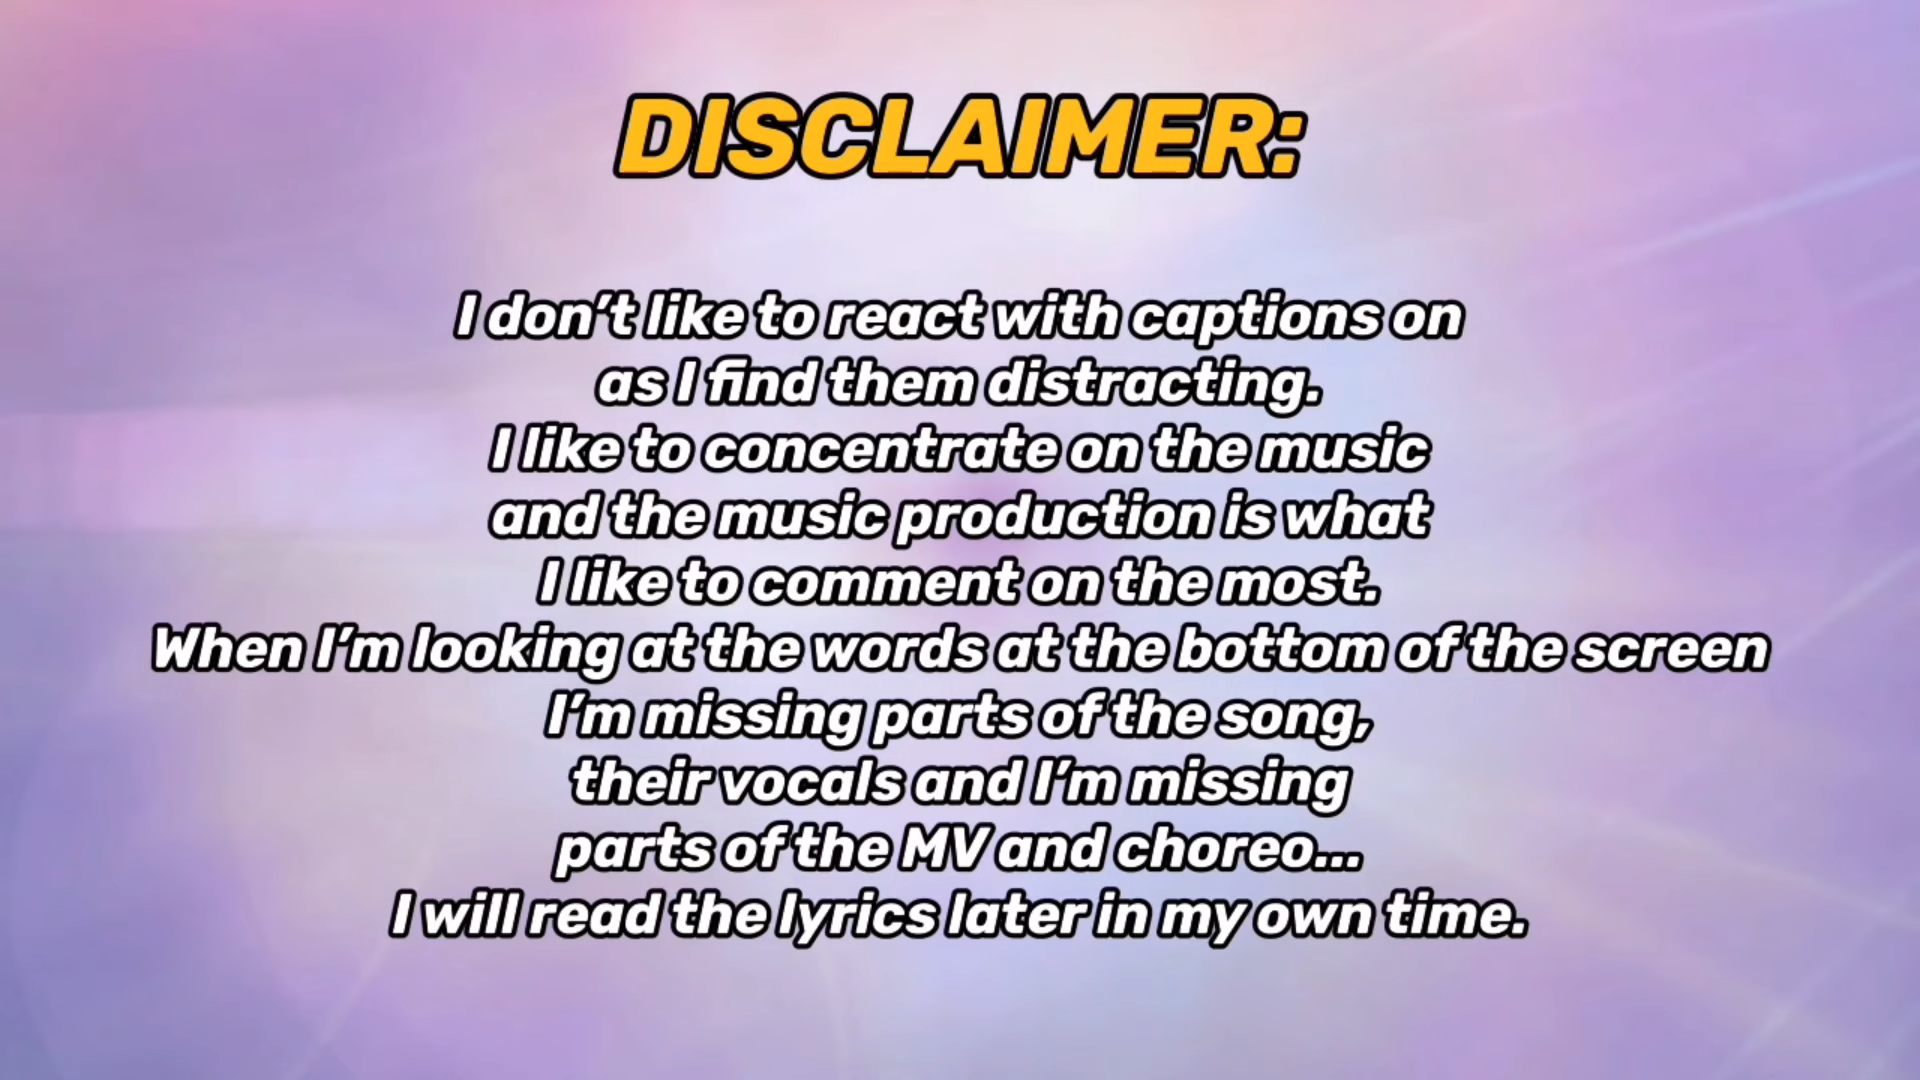 DISCLAIMER:
I don’t like to react with captions on
as I find them distracting.
I like to concentrate on the music
and the music production is what
I like to comment on the most.
When I’m looking at the words at the bottom of the screen
I’m missing parts of the song,
their vocals and I’m missing
parts of the MV and choreo...
I will read the lyrics later in my own time.